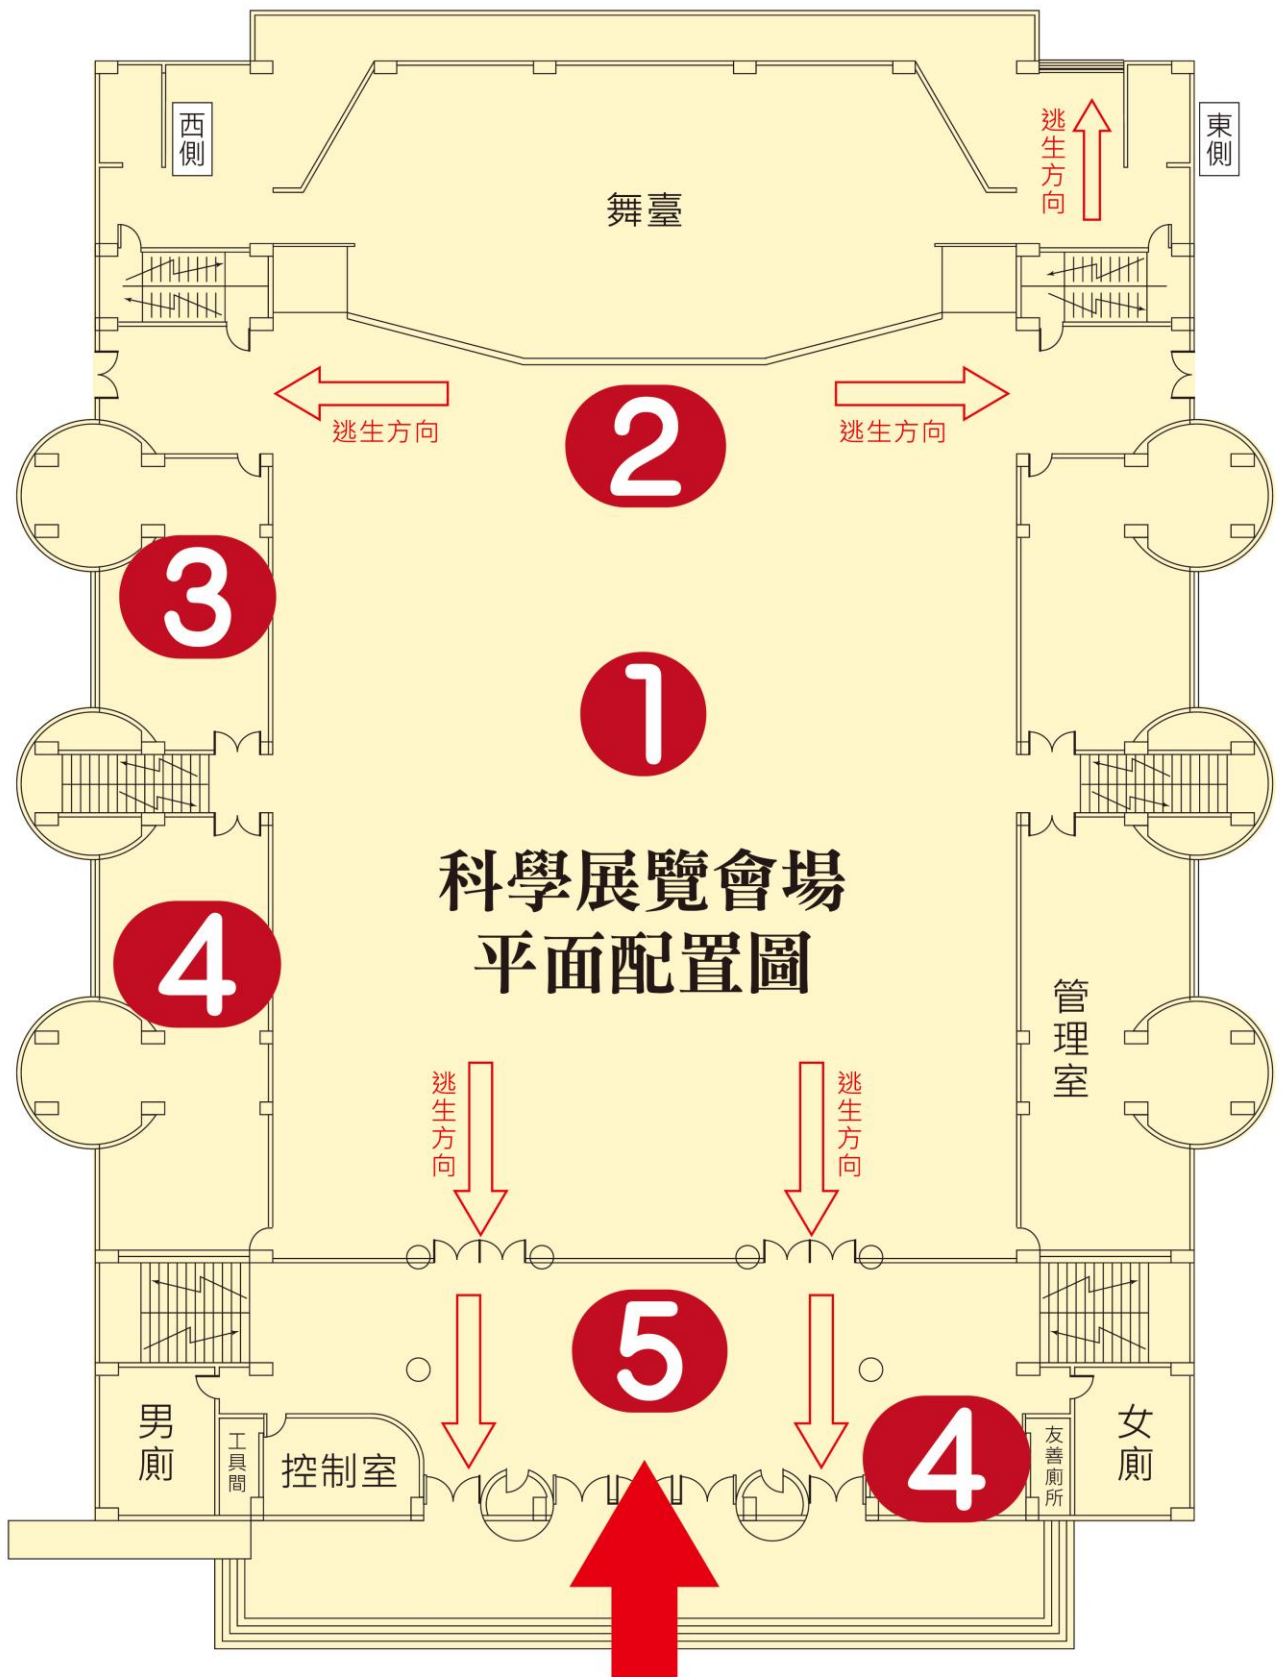 西側
東側
逃生方向
舞臺
逃生方向
逃生方向
2
3
1
科學展覽會場
平面配置圖
4
管理室
逃生方向
逃生方向
5
男廁
工具間
控制室
4
友善廁所
女廁